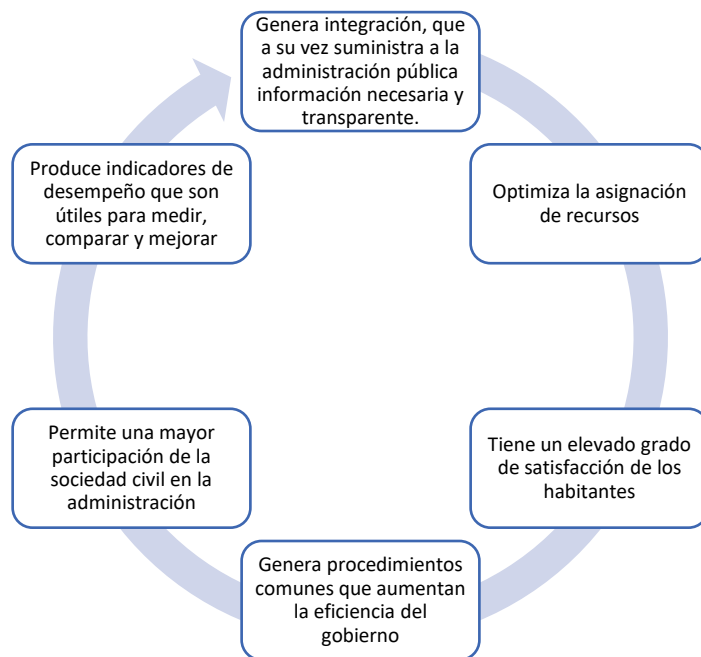 Genera integración, que
a su vez suministra a la
administración pública
información necesaria y
transparente.
Optimiza la asignación
de recursos
Tiene un elevado grado
de satisfacción de los
habitantes
Genera procedimientos
comunes que aumentan
la eficiencia del
gobierno
Permite una mayor
participación de la
sociedad civil en la
administración
Produce indicadores de
desempeño que son
útiles para medir,
comparar y mejorar